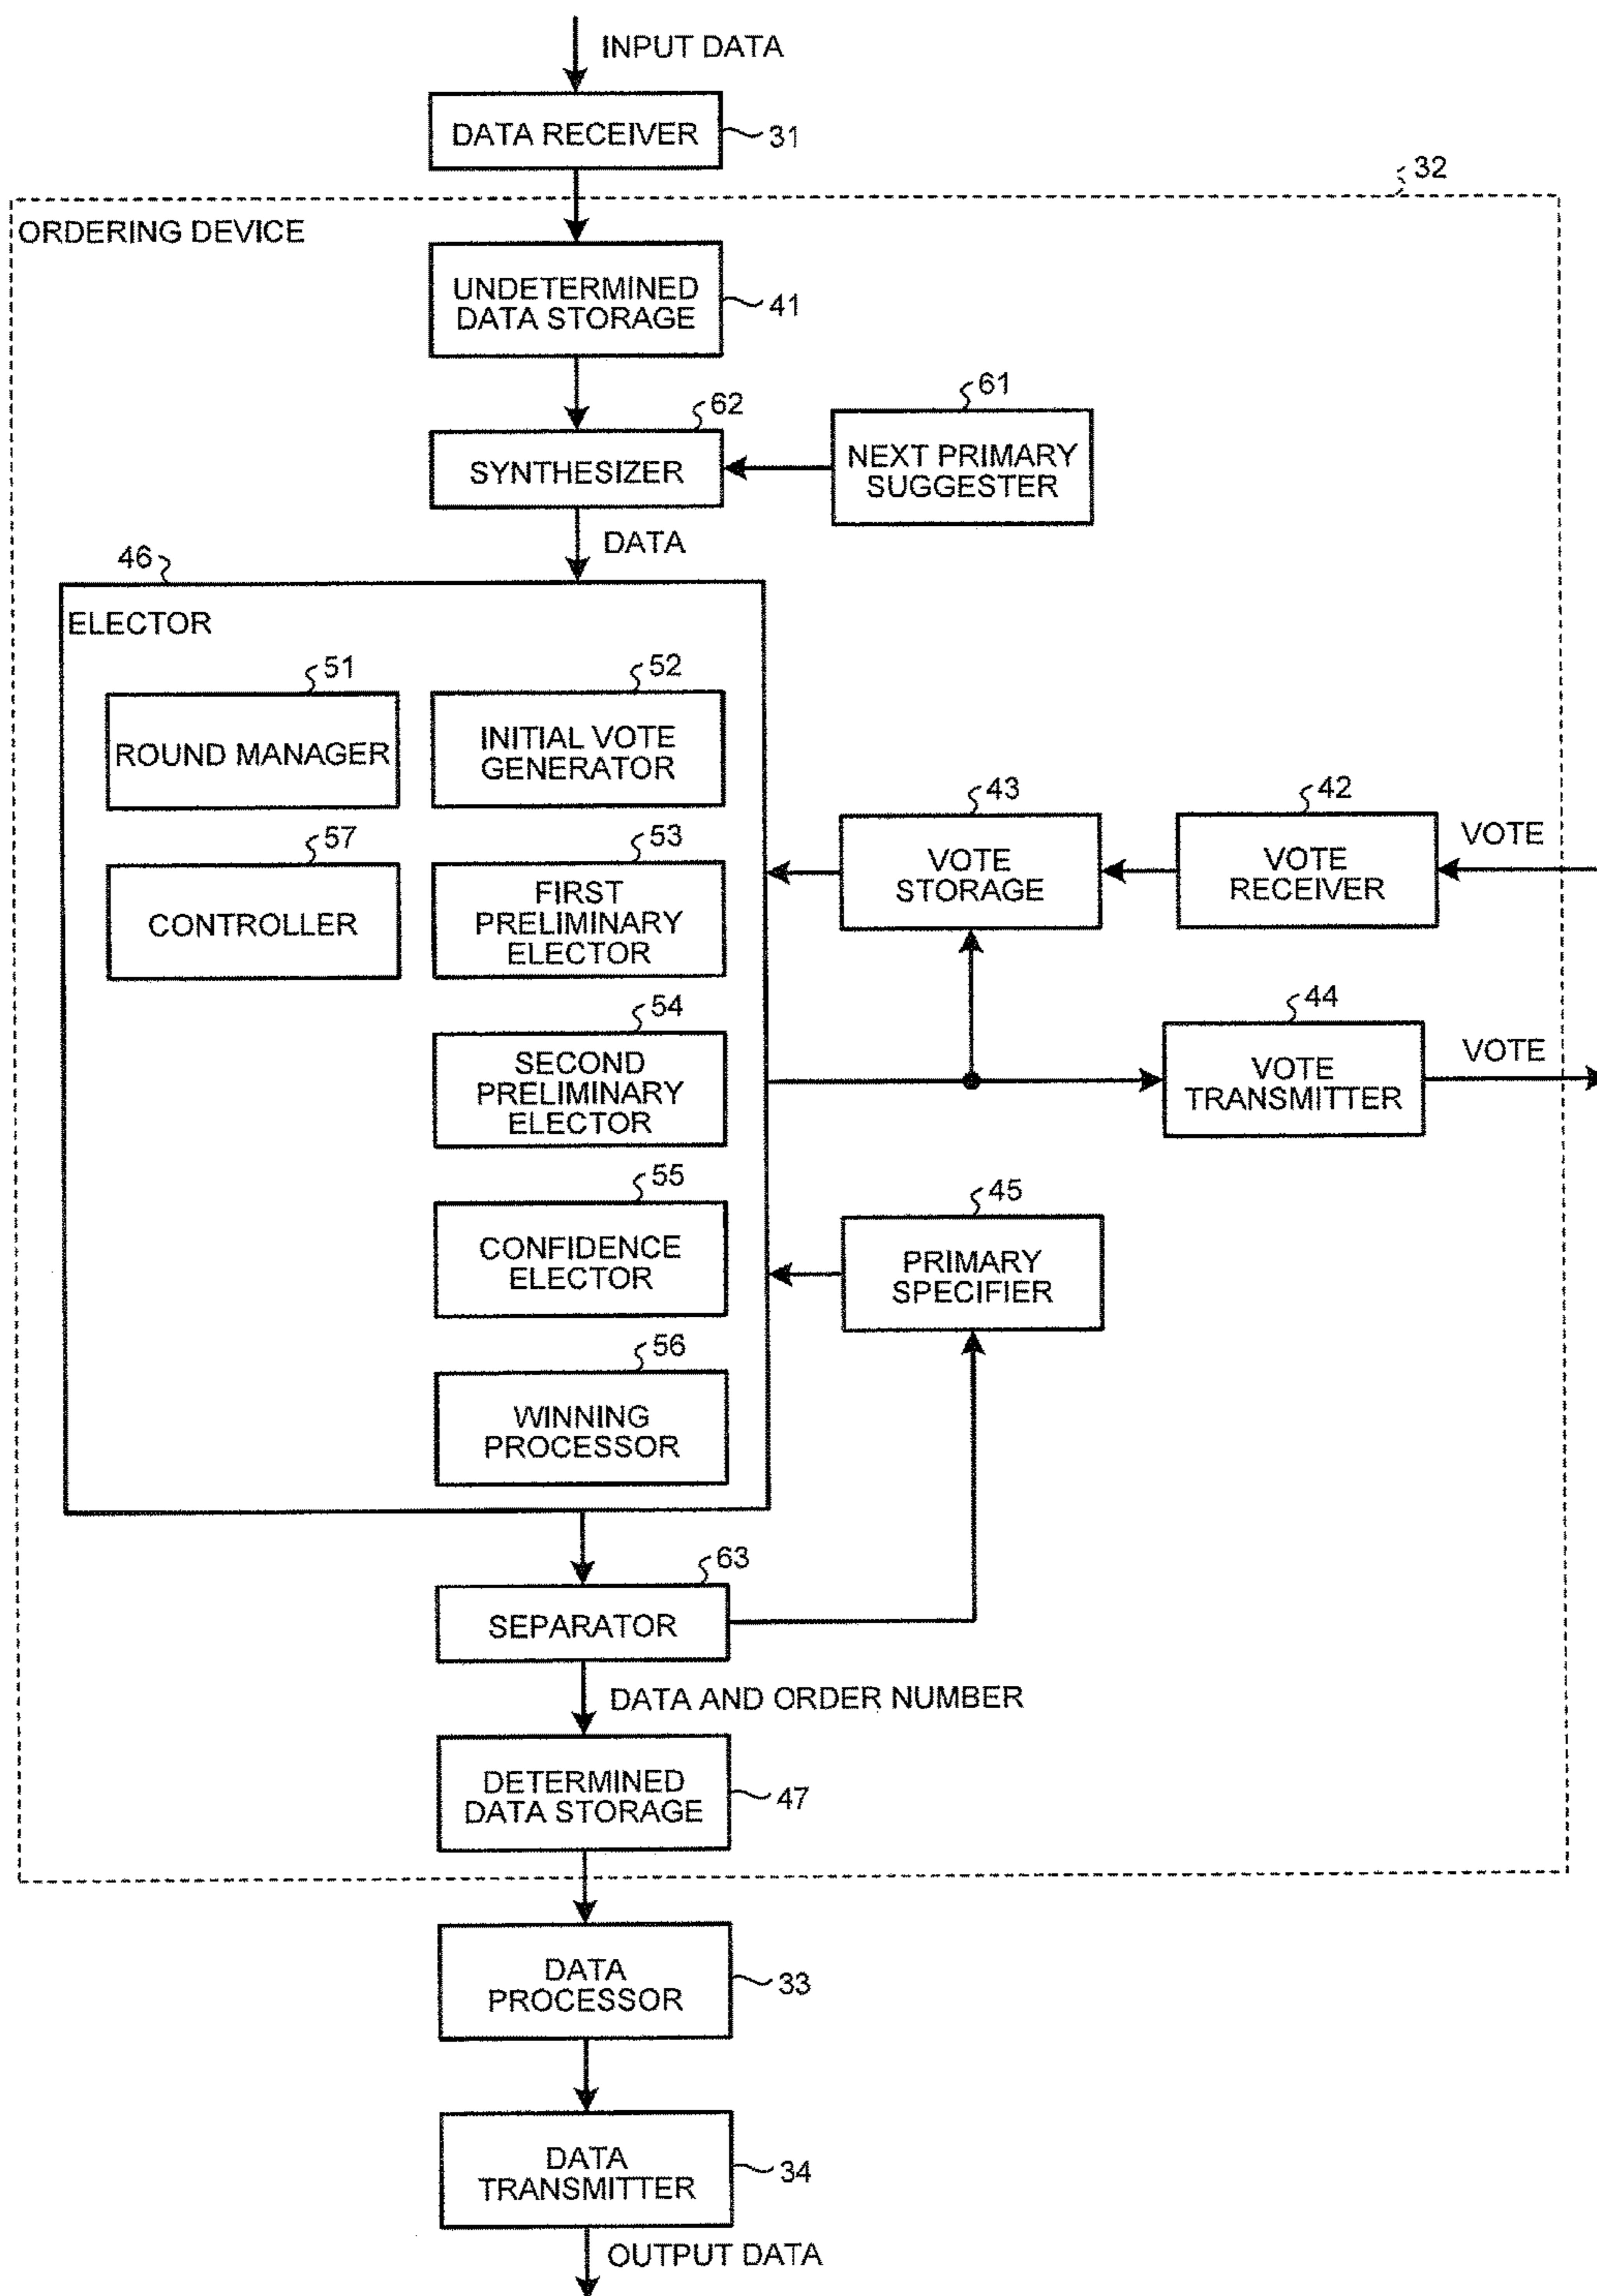 INPUT DATA
DATA RECEIVER
31
32
ORDERING DEVICE
UNDETERMINED
DATA STORAGE
41
62
SYNTHESIZER
61
NEXT PRIMARY
SUGGESTER
DATA
46
ELECTOR
51
ROUND MANAGER
52
INITIAL VOTE
GENERATOR
57
CONTROLLER
53
FIRST
PRELIMINARY
ELECTOR
43
VOTE
STORAGE
42
VOTE
RECEIVER
VOTE
54
SECOND
PRELIMINARY
ELECTOR
44
VOTE
TRANSMITTER
VOTE
55
CONFIDENCE
ELECTOR
45
PRIMARY
SPECIFIER
56
WINNING
PROCESSOR
63
SEPARATOR
DATA AND ORDER NUMBER
DETERMINED
DATA STORAGE
47
DATA
PROCESSOR
33
DATA
TRANSMITTER
34
OUTPUT DATA